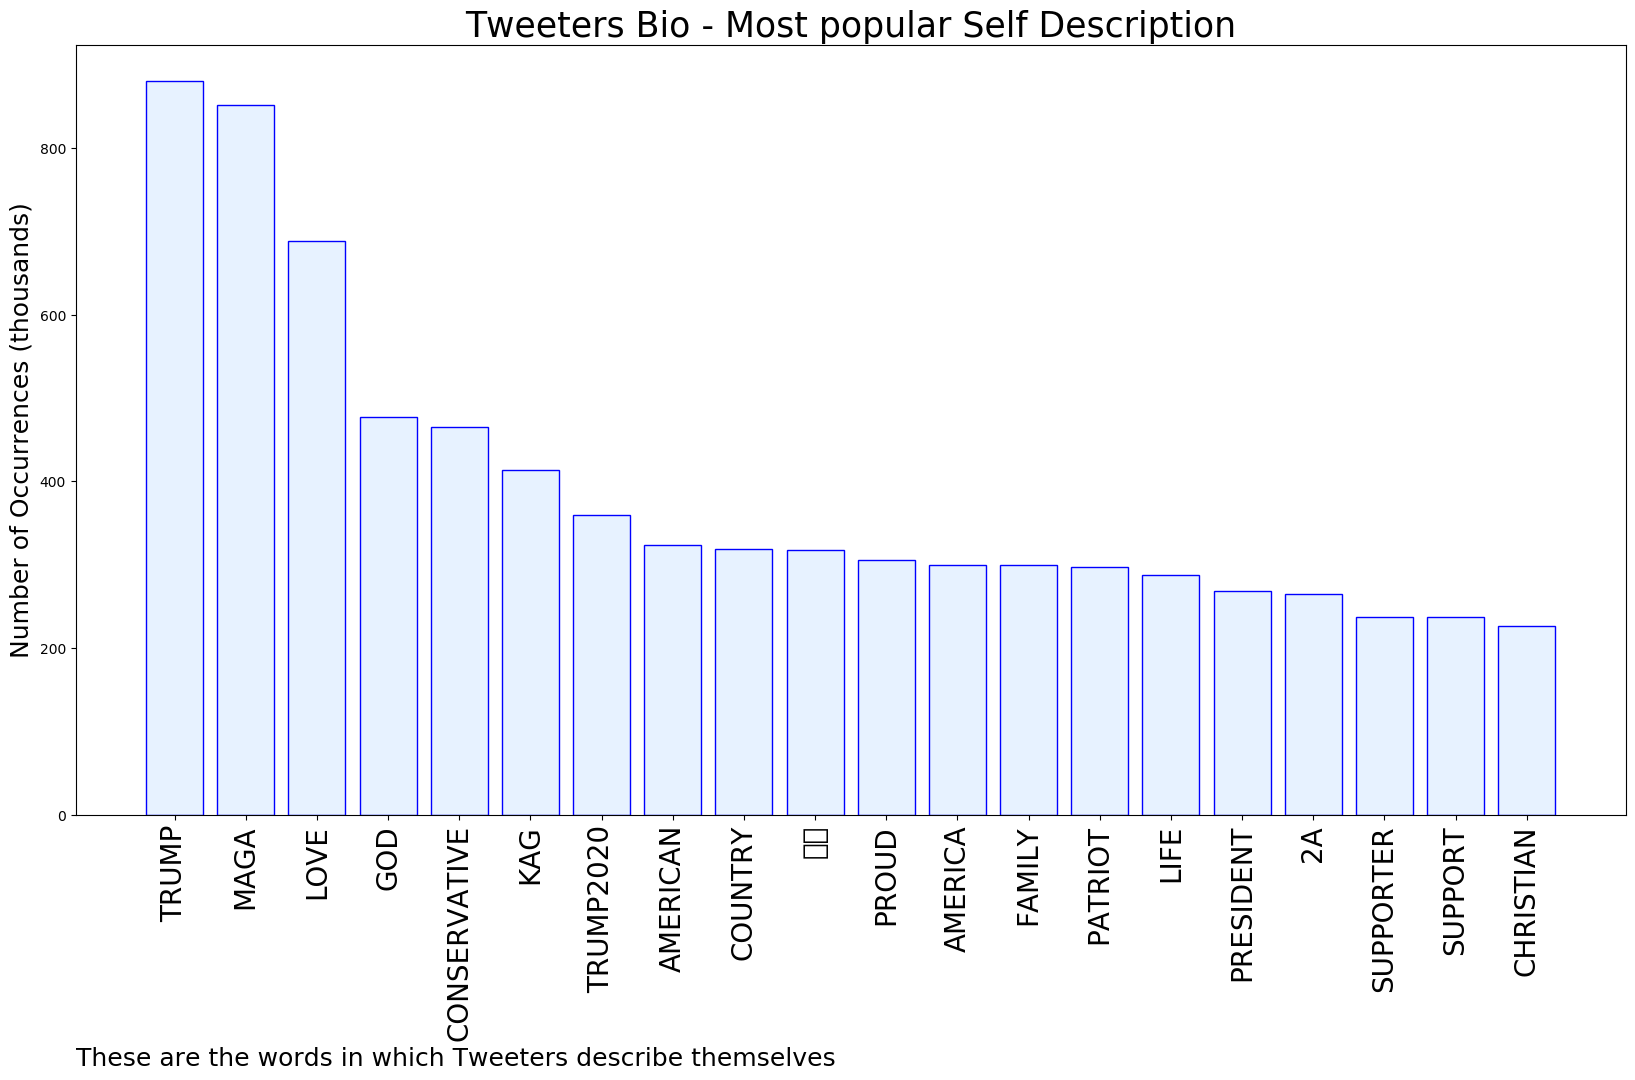 Tweeters Bio - Most popular Self Description
Number of Occurrences (thousands)
800
600
400
200
0
TRUMP
MAGA
LOVE
GOD
CONSERVATIVE
KAG
TRUMP2020
AMERICAN
COUNTRY
PROUD
AMERICA
FAMILY
PATRIOT
LIFE
PRESIDENT
2A
SUPPORTER
SUPPORT
CHRISTIAN
These are the words in which Tweeters describe themselves